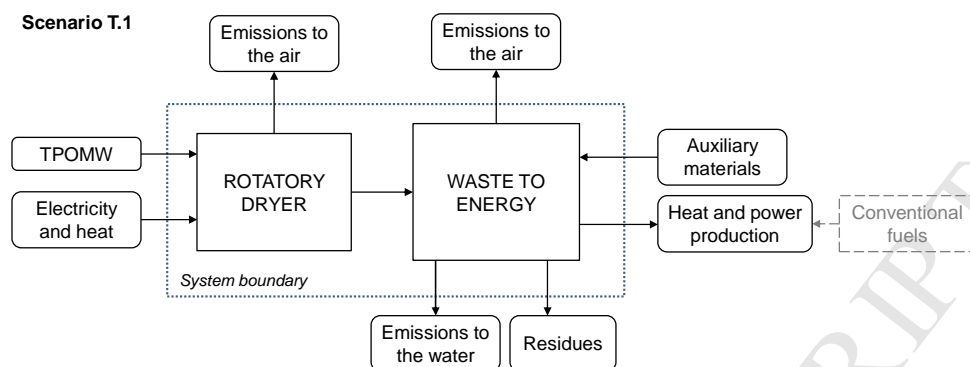 Scenario T.1
Emissions to
the air
Emissions to
the air
TPOMW
Electricity
and heat
ROTATORY
DRYER
WASTE TO
ENERGY
Auxiliary
materials
Heat and power
production
Conventional
fuels
System boundary
Emissions to
the water
Residues
RIPT